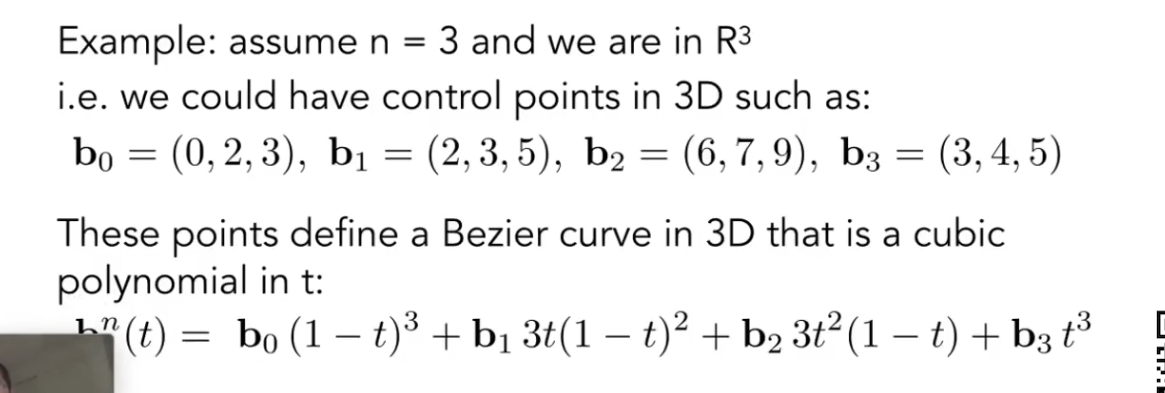 Example: assume n = 3 and we are in R³
i.e. we could have control points in 3D such as:
b₀ = (0, 2, 3), b₁ = (2, 3, 5), b₂ = (6, 7, 9), b₃ = (3, 4, 5)
These points define a Bezier curve in 3D that is a cubic
polynomial in t:
bⁿ(t) = b₀ (1 − t)³ + b₁ 3t(1 − t)² + b₂ 3t²(1 − t) + b₃ t³